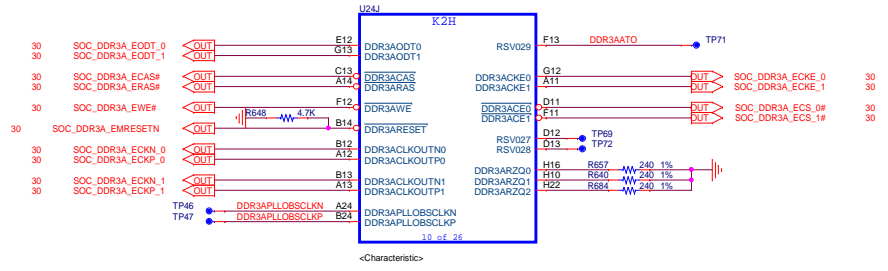 U24J
K2H
30 SOC_DDR3A_EODT_0 OUT E12 DDR3AODT0 RSV029 F13 DDR3AATO TP71
30 SOC_DDR3A_EODT_1 OUT G13 DDR3AODT1
30 SOC_DDR3A_ECAS# OUT C13 DDR3ACAS DDR3ACKE0 G12 OUT SOC_DDR3A_ECKE_0 30
30 SOC_DDR3A_ERAS# OUT A14 DDR3ARAS DDR3ACKE1 A11 OUT SOC_DDR3A_ECKE_1 30
30 SOC_DDR3A_EWE# OUT F12 DDR3AWE DDR3ACE0 D11 OUT SOC_DDR3A_ECS_0# 30
R648 4.7K DDR3ACE1 F11 OUT SOC_DDR3A_ECS_1# 30
30 SOC_DDR3A_EMRESETN OUT B14 DDR3ARESET
RSV027 D12 TP69
30 SOC_DDR3A_ECKN_0 OUT B12 DDR3ACLKOUTN0 RSV028 D13 TP72
30 SOC_DDR3A_ECKP_0 OUT A12 DDR3ACLKOUTP0
DDR3ARZQ0 H16 R657 240 1%
30 SOC_DDR3A_ECKN_1 OUT B13 DDR3ACLKOUTN1 DDR3ARZQ1 H10 R640 240 1%
30 SOC_DDR3A_ECKP_1 OUT A13 DDR3ACLKOUTP1 DDR3ARZQ2 H22 R684 240 1%
TP46 DDR3APLLOBSCLKN A24 DDR3APLLOBSCLKN
TP47 DDR3APLLOBSCLKP B24 DDR3APLLOBSCLKP
10 of 26
<Characteristic>